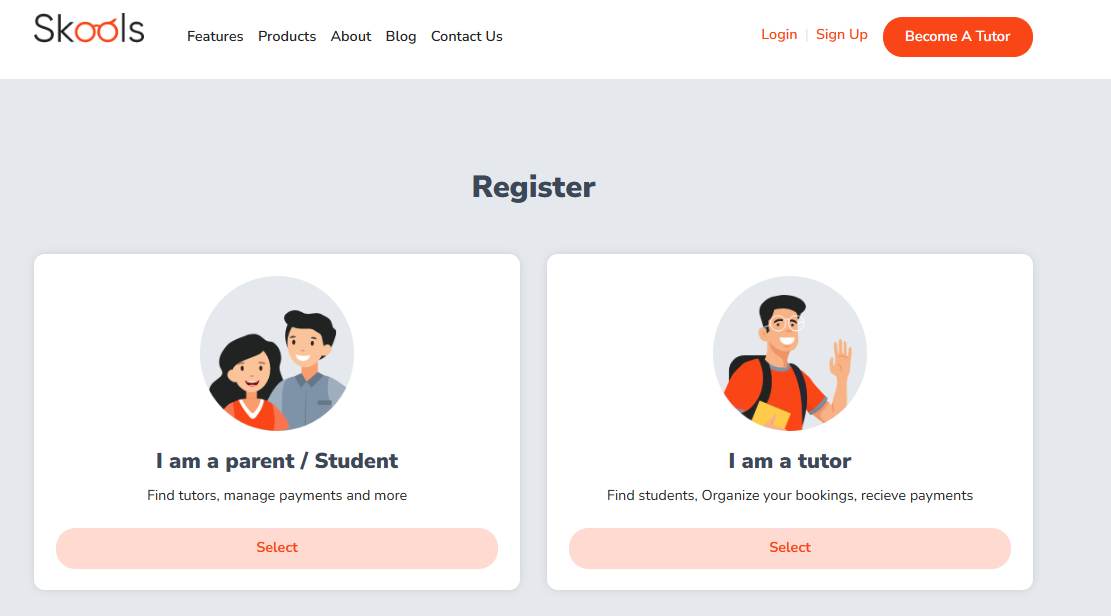 Skools
Features Products About Blog Contact Us
Login | Sign Up Become A Tutor
Register
I am a parent / Student
Find tutors, manage payments and more
Select
I am a tutor
Find students, Organize your bookings, recieve payments
Select